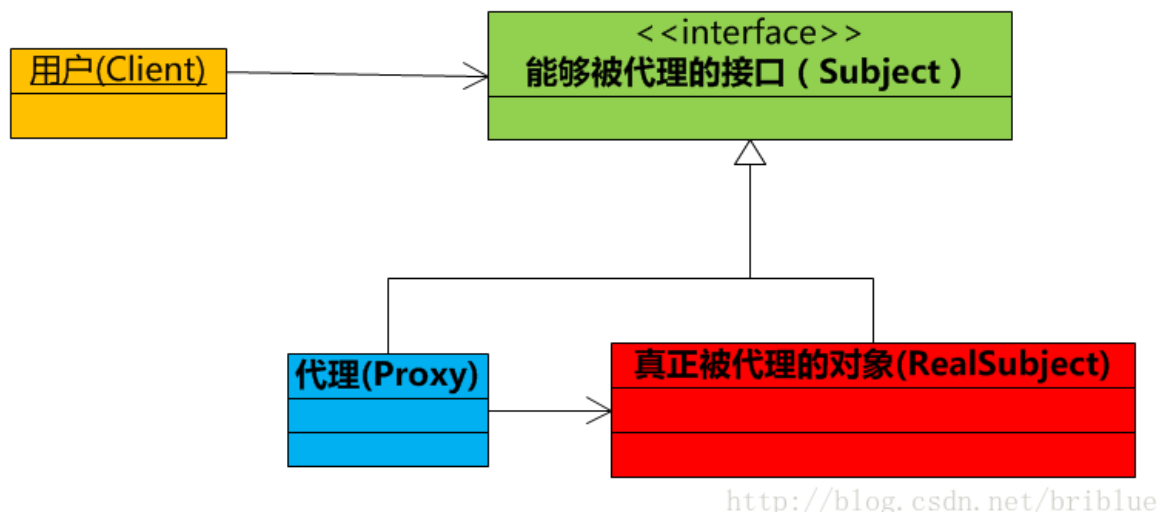 用户(Client)
<<interface>>
能够被代理的接口（Subject）
代理(Proxy)
真正被代理的对象(RealSubject)
http://blog.csdn.net/briblue